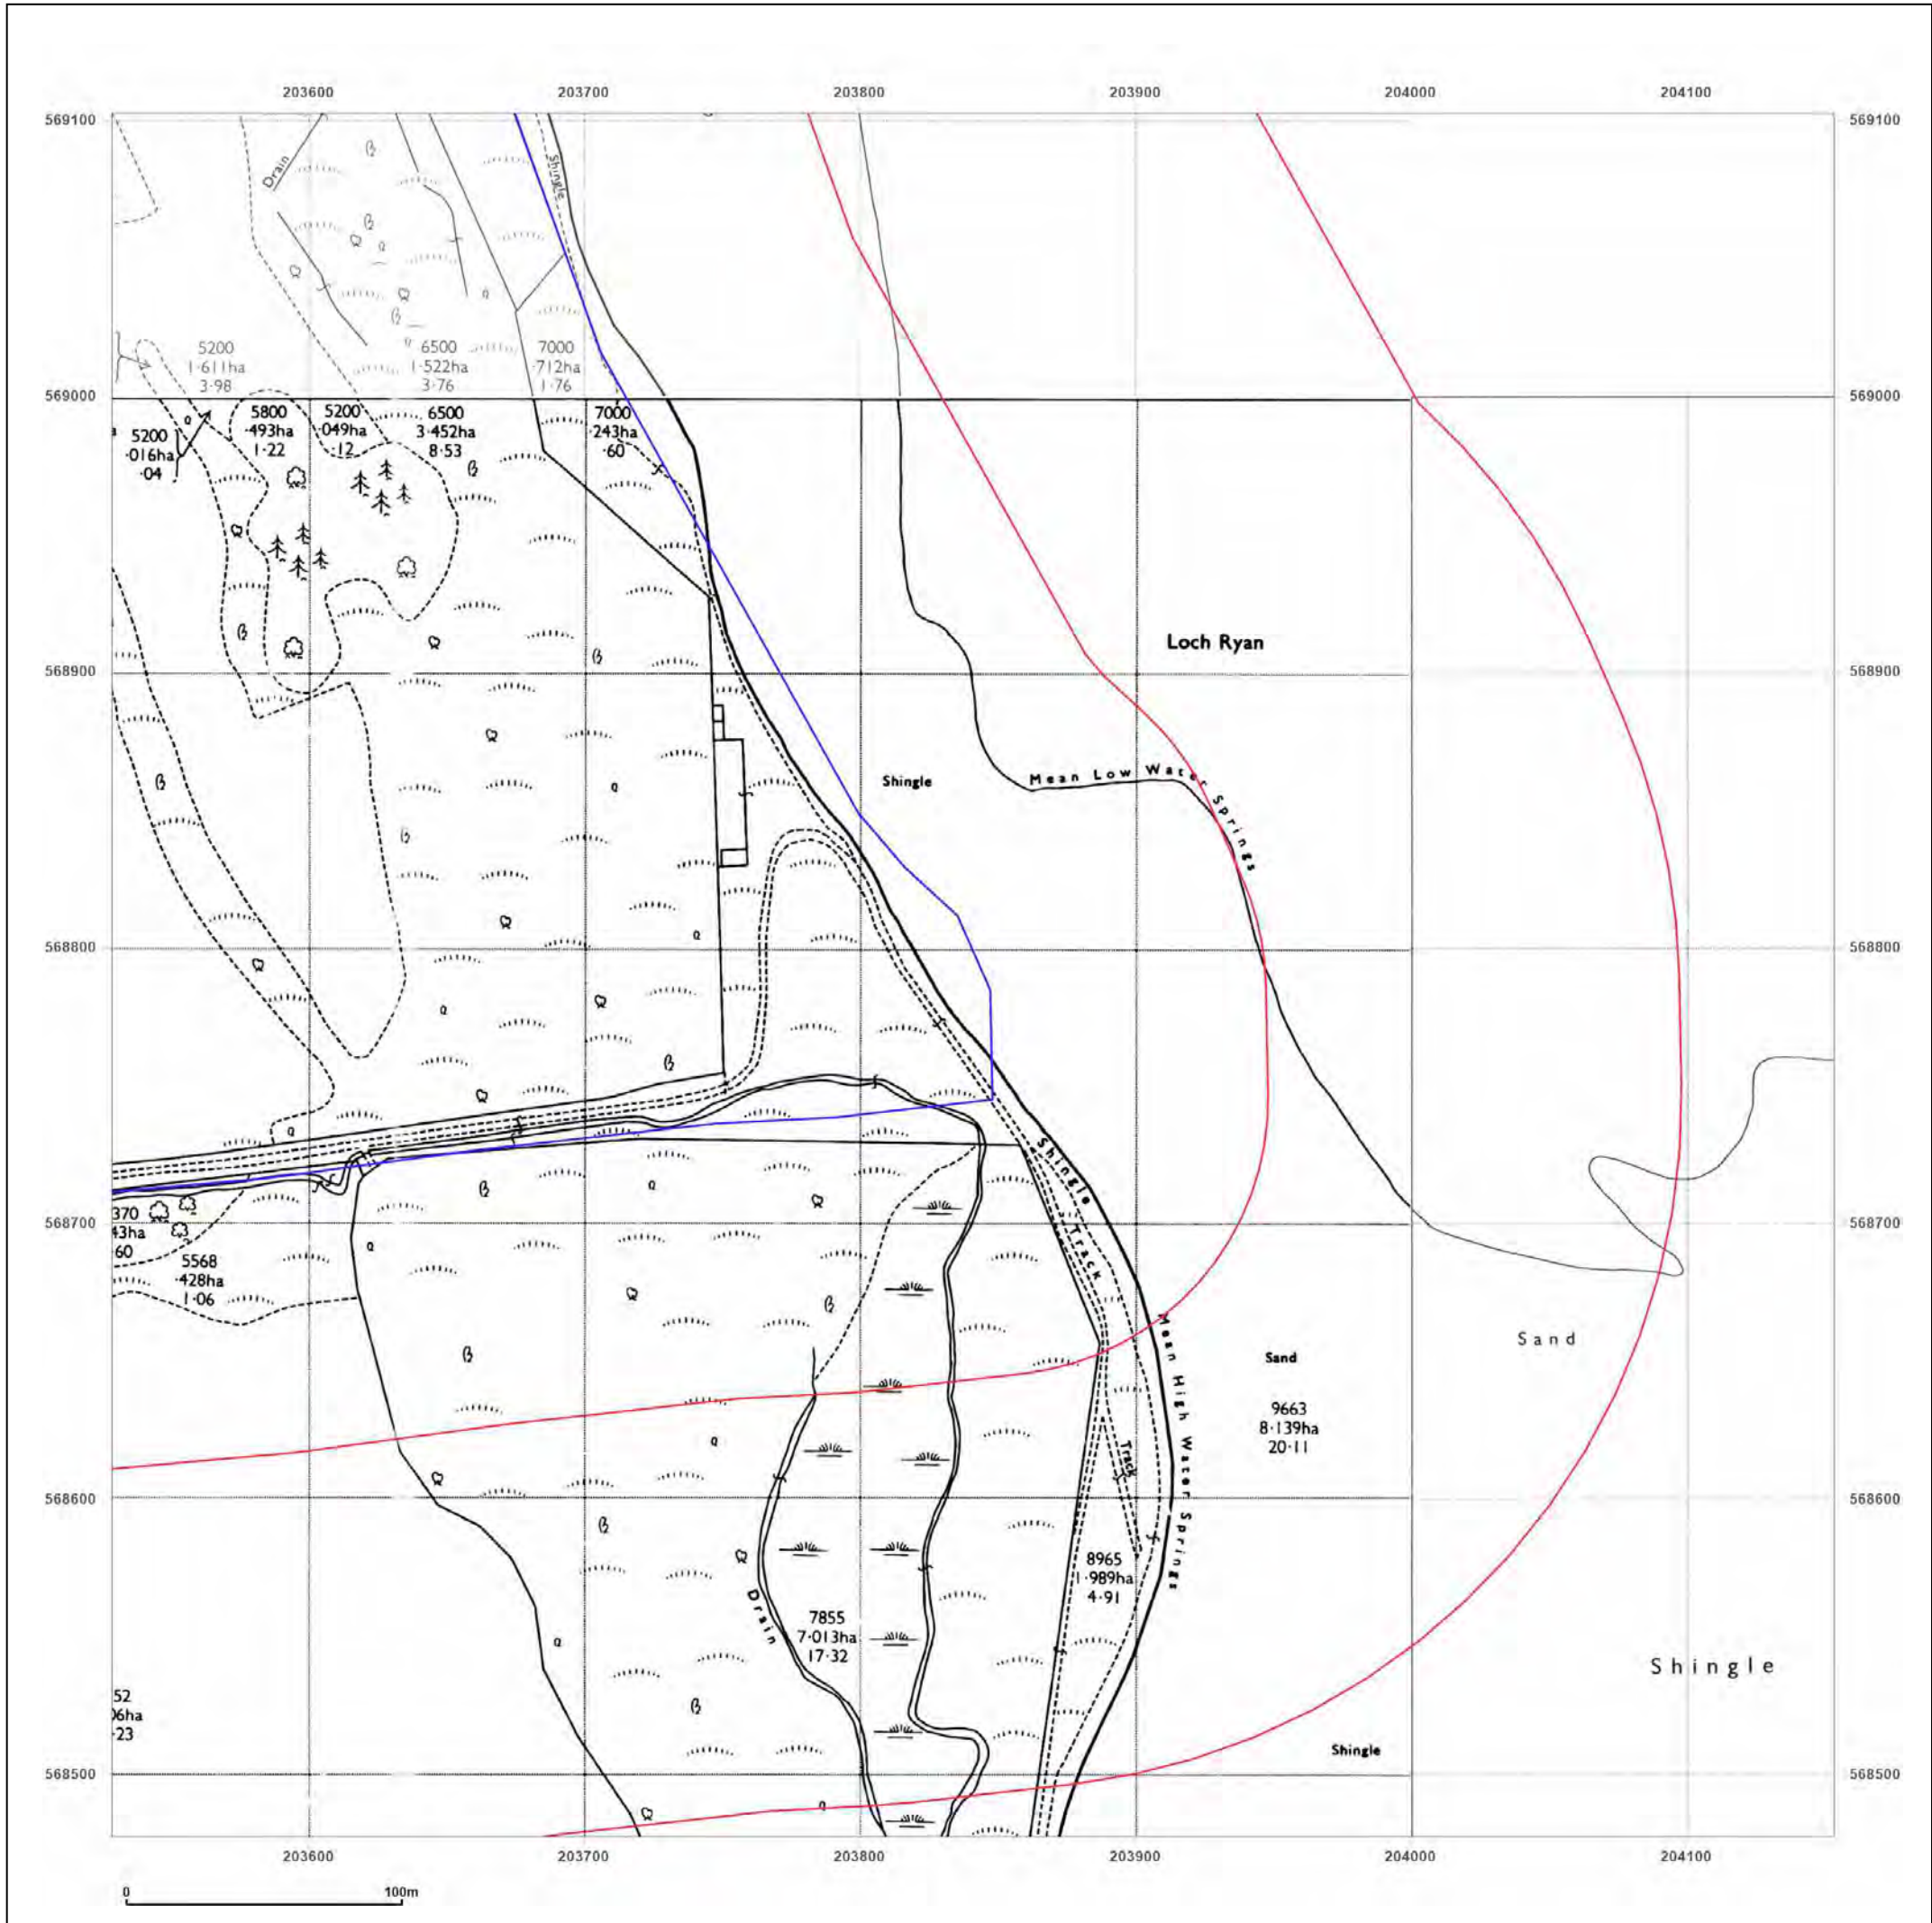 203600 203700 203800 203900 204000 204100
569100 569100
Drain
Shingle
5200
1·611ha
3·98
6500
1·522ha
3·76
7000
·712ha
1·76
569000 569000
5200
·016ha
·04
5800
·493ha
1·22
5200
·049ha
·12
6500
3·452ha
8·53
7000
·243ha
·60
Loch Ryan
568900 568900
Shingle
Mean Low Water Springs
568800 568800
Shingle
Track
568700 568700
370
43ha
60
5568
·428ha
1·06
Mean High Water Springs
Sand
Sand
9663
8·139ha
20·11
Track
568600 568600
8965
1·989ha
4·91
Drain
7855
7·013ha
17·32
Shingle
52
06ha
·23
Shingle
568500 568500
203600 203700 203800 203900 204000 204100
0 100m